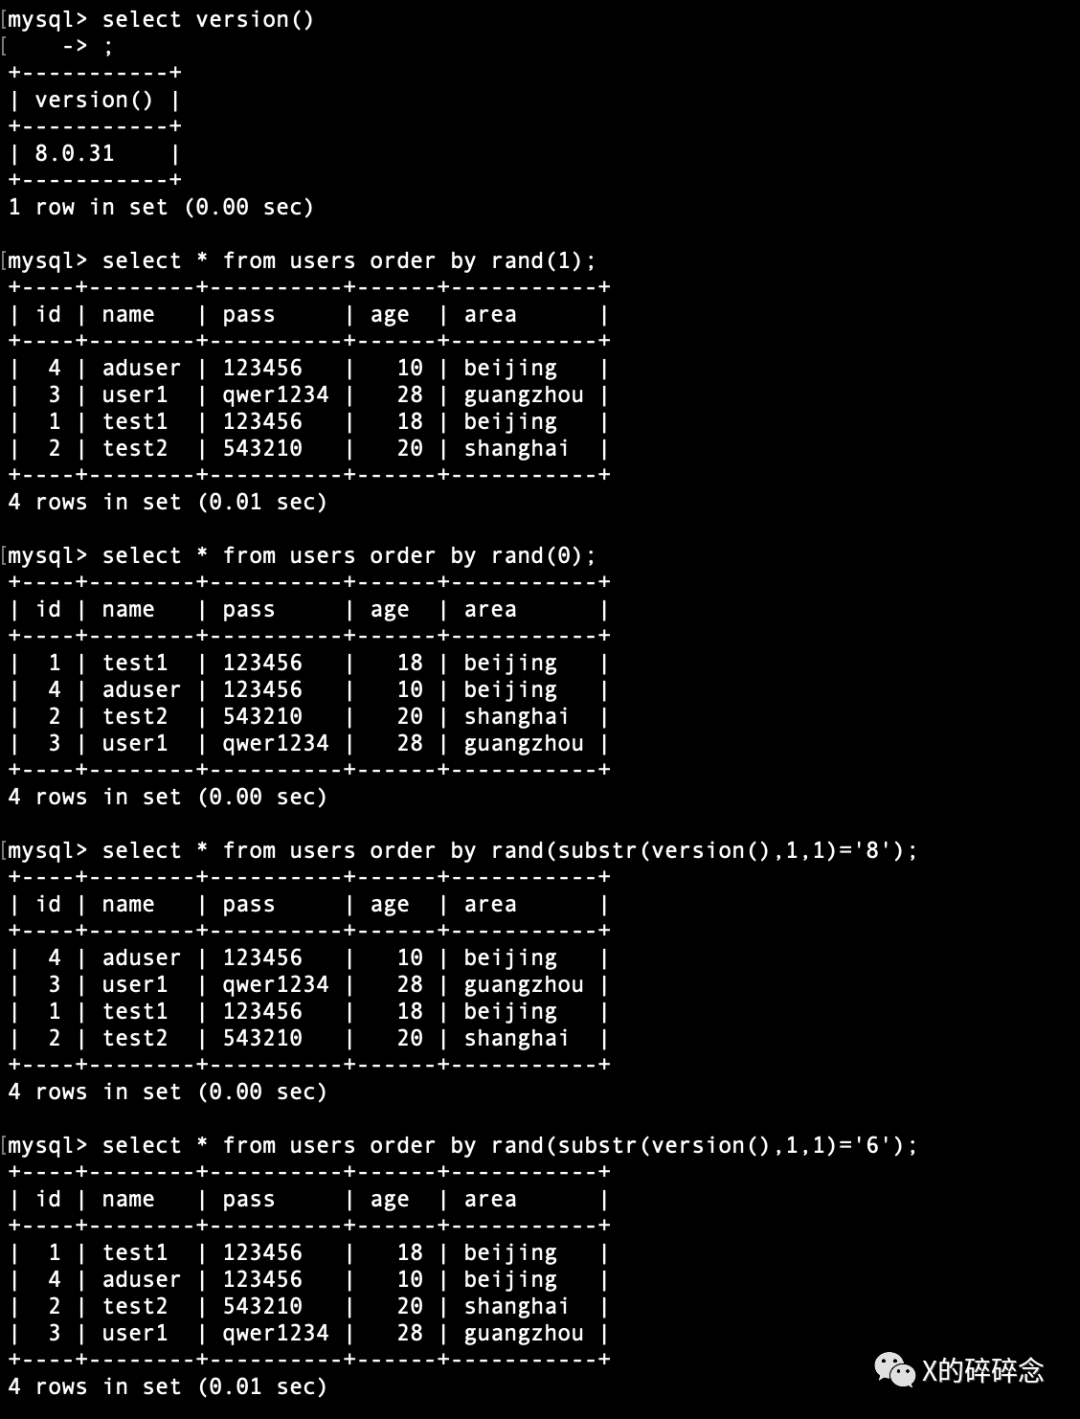 [mysql> select version()
[    -> ;
+-----------+
| version() |
+-----------+
| 8.0.31    |
+-----------+
1 row in set (0.00 sec)

[mysql> select * from users order by rand(1);
+----+--------+----------+------+-----------+
| id | name   | pass     | age  | area      |
+----+--------+----------+------+-----------+
|  4 | aduser | 123456   |   10 | beijing   |
|  3 | user1  | qwer1234 |   28 | guangzhou |
|  1 | test1  | 123456   |   18 | beijing   |
|  2 | test2  | 543210   |   20 | shanghai  |
+----+--------+----------+------+-----------+
4 rows in set (0.01 sec)

[mysql> select * from users order by rand(0);
+----+--------+----------+------+-----------+
| id | name   | pass     | age  | area      |
+----+--------+----------+------+-----------+
|  1 | test1  | 123456   |   18 | beijing   |
|  4 | aduser | 123456   |   10 | beijing   |
|  2 | test2  | 543210   |   20 | shanghai  |
|  3 | user1  | qwer1234 |   28 | guangzhou |
+----+--------+----------+------+-----------+
4 rows in set (0.00 sec)

[mysql> select * from users order by rand(substr(version(),1,1)='8');
+----+--------+----------+------+-----------+
| id | name   | pass     | age  | area      |
+----+--------+----------+------+-----------+
|  4 | aduser | 123456   |   10 | beijing   |
|  3 | user1  | qwer1234 |   28 | guangzhou |
|  1 | test1  | 123456   |   18 | beijing   |
|  2 | test2  | 543210   |   20 | shanghai  |
+----+--------+----------+------+-----------+
4 rows in set (0.00 sec)

[mysql> select * from users order by rand(substr(version(),1,1)='6');
+----+--------+----------+------+-----------+
| id | name   | pass     | age  | area      |
+----+--------+----------+------+-----------+
|  1 | test1  | 123456   |   18 | beijing   |
|  4 | aduser | 123456   |   10 | beijing   |
|  2 | test2  | 543210   |   20 | shanghai  |
|  3 | user1  | qwer1234 |   28 | guangzhou |
+----+--------+----------+------+-----------+
4 rows in set (0.01 sec)
X的碎碎念